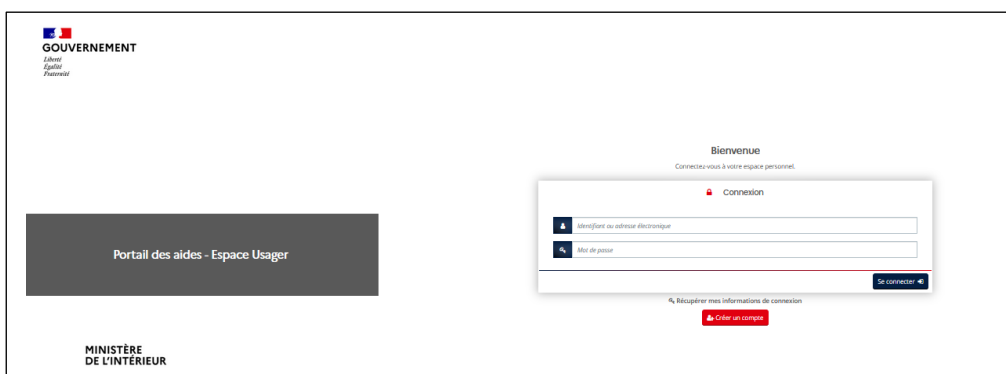 GOUVERNEMENT
Liberté
Égalité
Fraternité
Bienvenue
Connectez-vous à votre espace personnel.
Connexion
Identifiant ou adresse électronique
Mot de passe
Portail des aides - Espace Usager
Se connecter
Récupérer mes informations de connexion
Créer un compte
MINISTÈRE
DE L'INTÉRIEUR